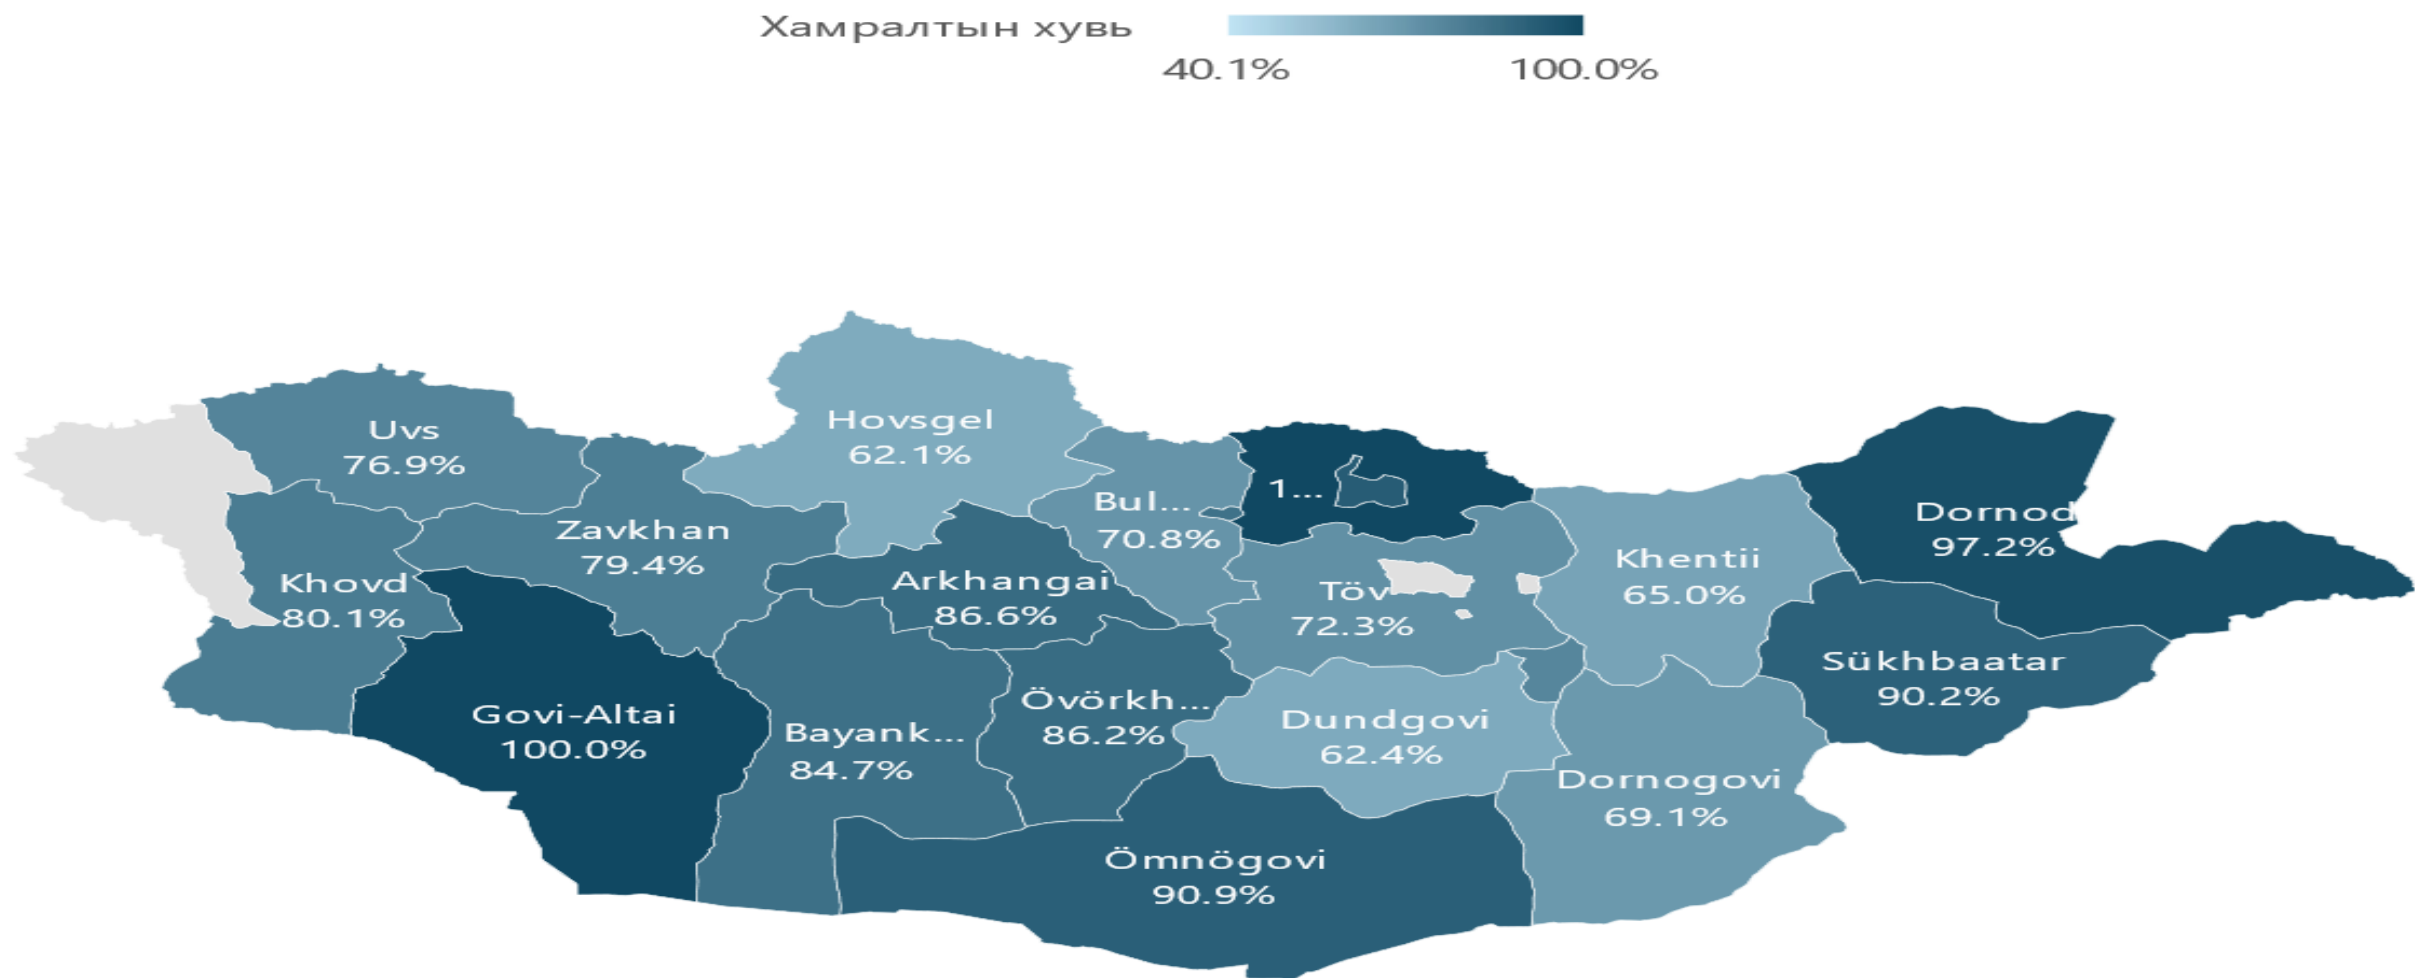 Хамралтын хувь
40.1%
100.0%
Hovsgel
62.1%
Uvs
76.9%
1...
Bul...
70.8%
Dornod
97.2%
Zavkhan
79.4%
Khentii
65.0%
Khovd
80.1%
Arkhangai
86.6%
Töv
72.3%
Sükhbaatar
90.2%
Övörkh...
86.2%
Govi-Altai
100.0%
Dundgovi
62.4%
Bayank...
84.7%
Dornogovi
69.1%
Ömnögovi
90.9%